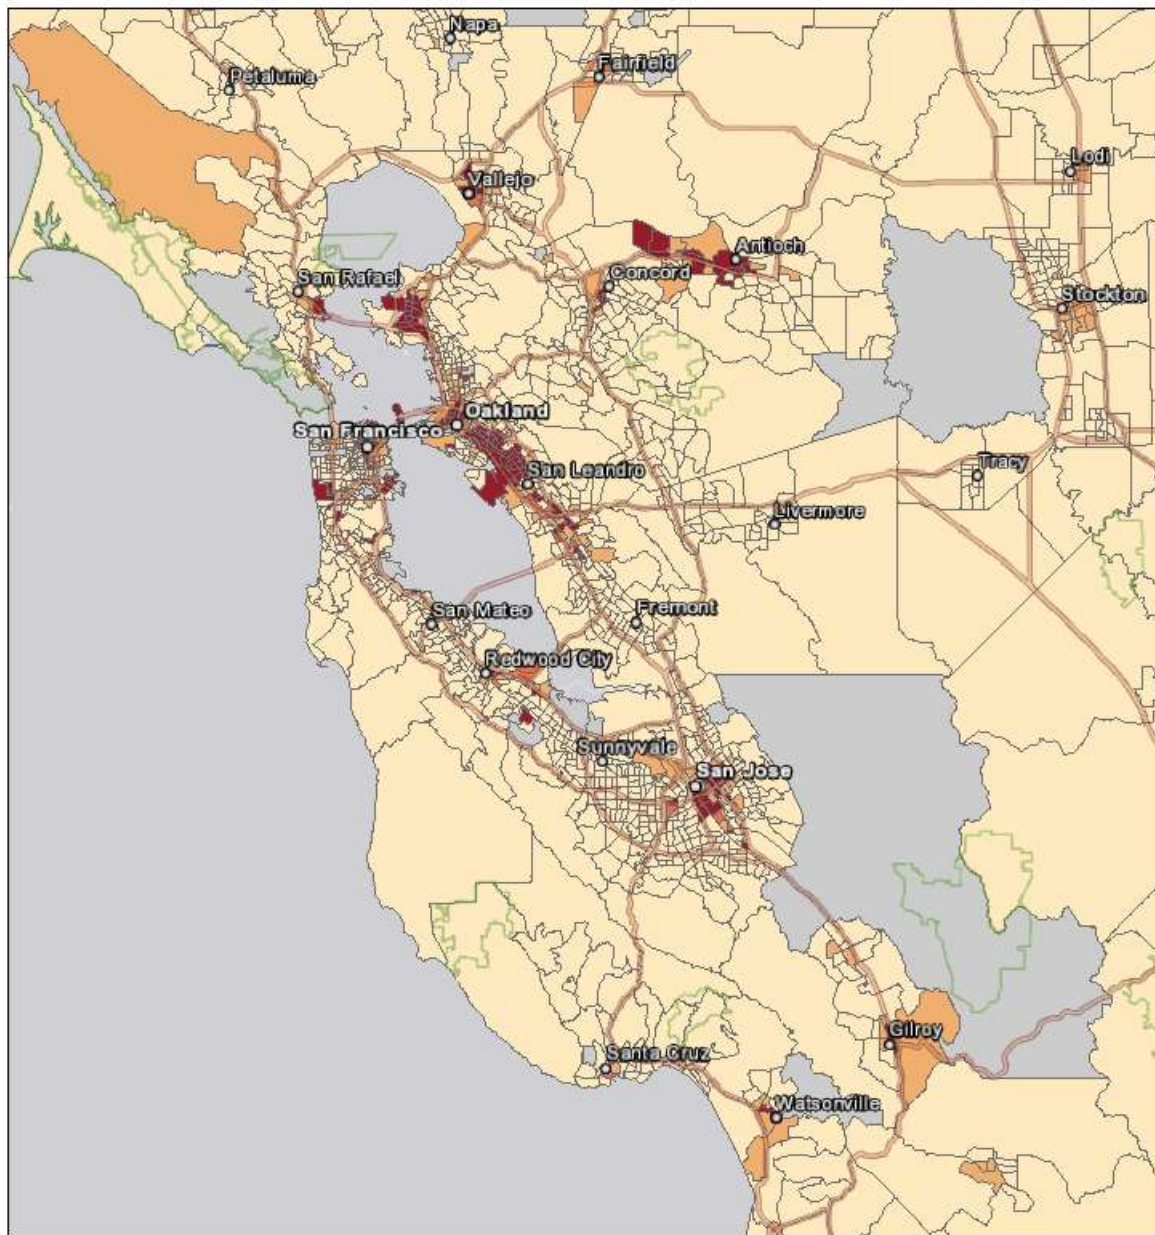 Napa
Petaluma
Fairfield
Lodi
Vallejo
Antioch
San Rafael
Concord
Stockton
Oakland
San Francisco
San Leandro
Tracy
Livermore
San Mateo
Fremont
Redwood City
Sunnyvale
San Jose
Gilroy
Santa Cruz
Watsonville